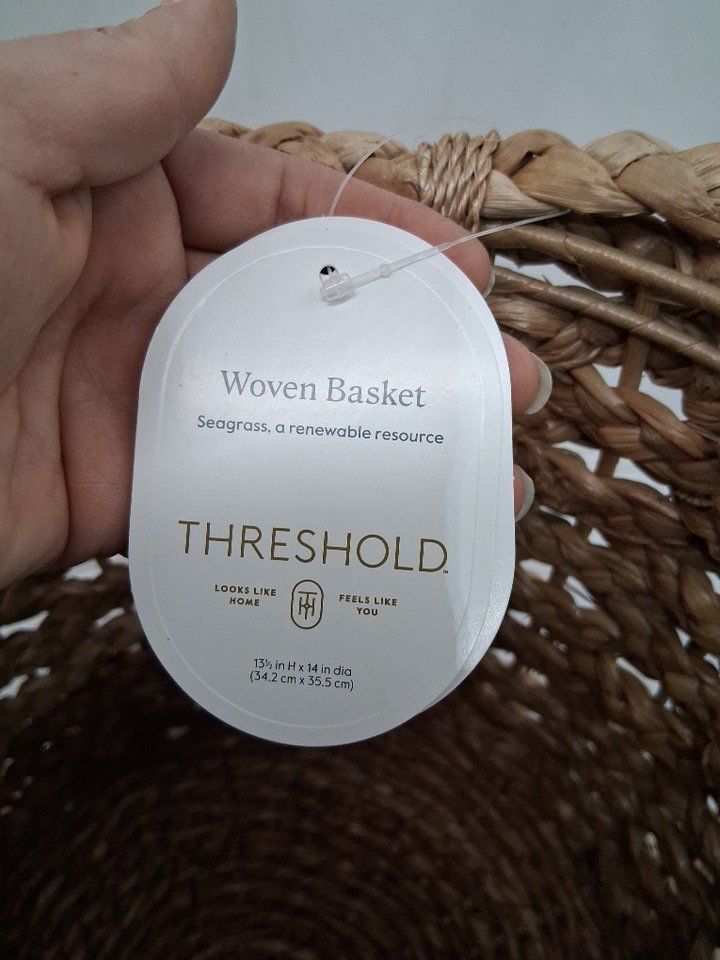 Woven Basket
Seagrass, a renewable resource
THRESHOLD™
LOOKS LIKE HOME
FEELS LIKE YOU
13½ in H x 14 in dia
(34.2 cm x 35.5 cm)